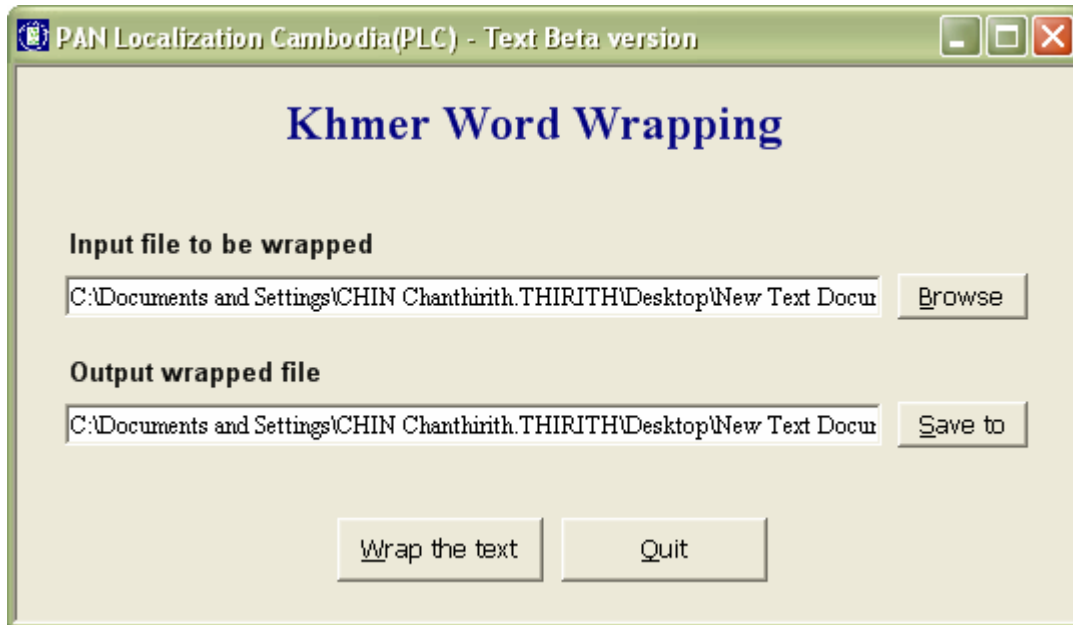 PAN Localization Cambodia(PLC) - Text Beta version
Khmer Word Wrapping
Input file to be wrapped
C:\Documents and Settings\CHIN Chanthirith.THIRITH\Desktop\New Text Docur
Browse
Output wrapped file
C:\Documents and Settings\CHIN Chanthirith.THIRITH\Desktop\New Text Docur
Save to
Wrap the text
Quit